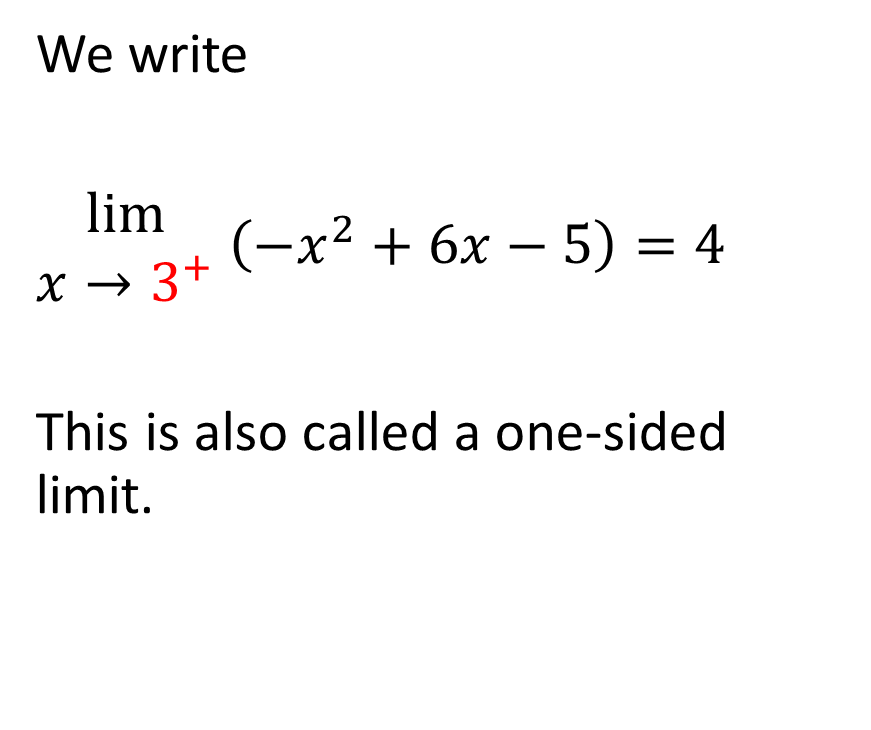 We write
lim
x → 3⁺ (−x² + 6x − 5) = 4
This is also called a one-sided
limit.